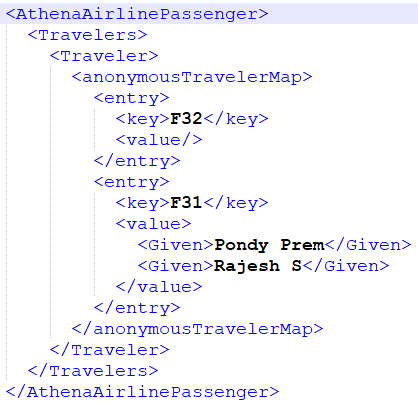 <AthenaAirlinePassenger>
<Travelers>
<Traveler>
<anonymousTravelerMap>
<entry>
<key>F32</key>
<value/>
</entry>
<entry>
<key>F31</key>
<value>
<Given>Pondy Prem</Given>
<Given>Rajesh S</Given>
</value>
</entry>
</anonymousTravelerMap>
</Traveler>
</Travelers>
</AthenaAirlinePassenger>